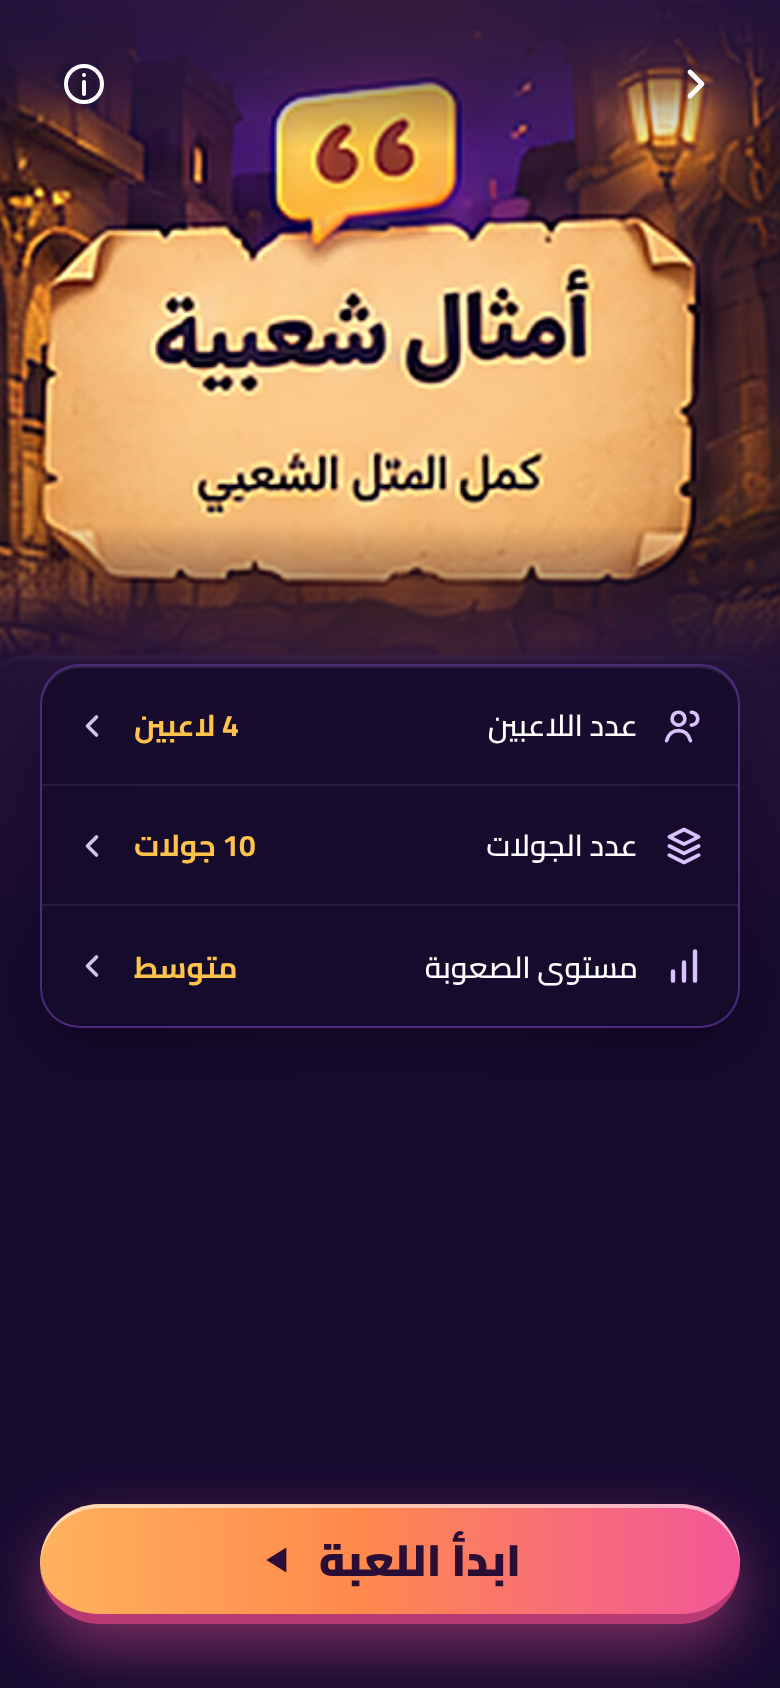 أمثال شعبية
كمل المتل الشعبي
عدد اللاعبين 4 لاعبين
عدد الجولات 10 جولات
مستوى الصعوبة متوسط
ابدأ اللعبة